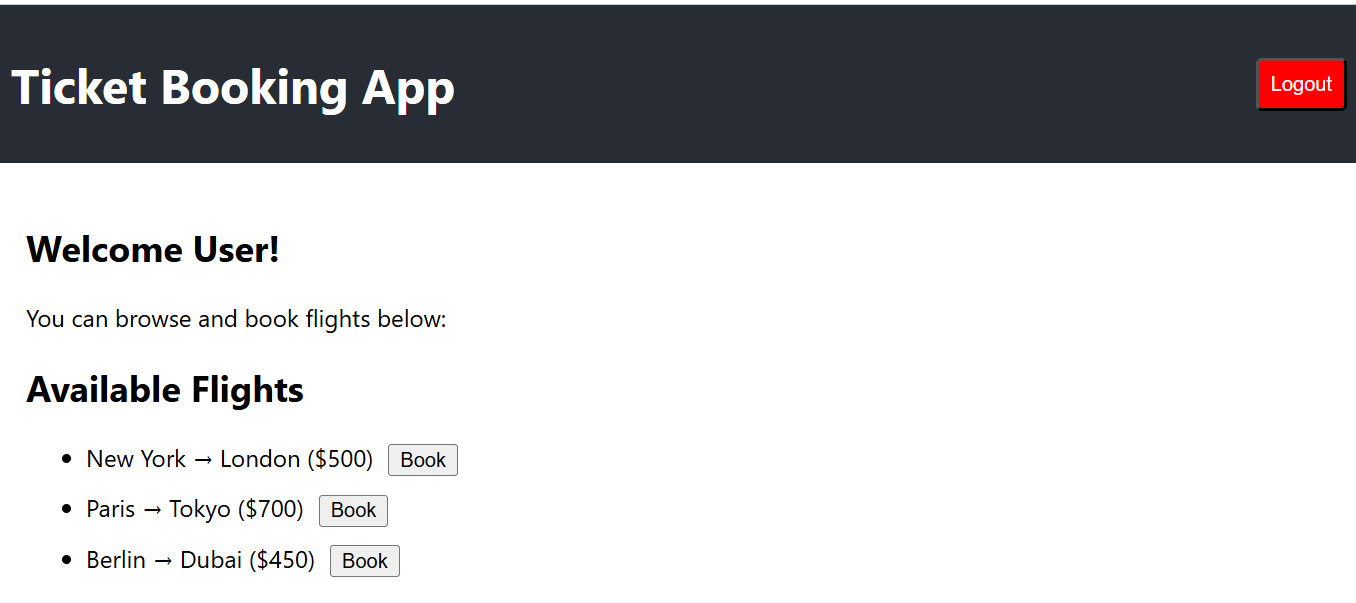 Ticket Booking App
Logout
Welcome User!
You can browse and book flights below:
Available Flights
• New York → London ($500) Book
• Paris → Tokyo ($700) Book
• Berlin → Dubai ($450) Book